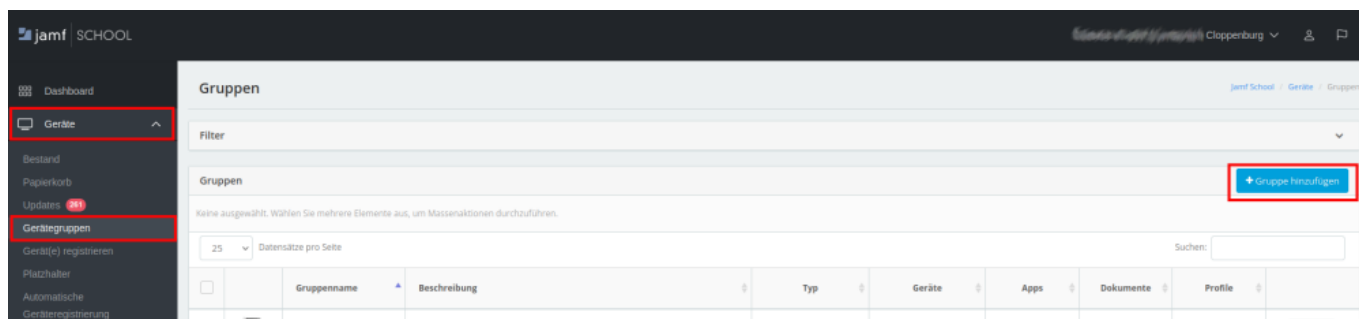 jamf SCHOOL
Cloppenburg
Dashboard
Geräte
Bestand
Papierkorb
Updates 261
Gerätegruppen
Gerät(e) registrieren
Platzhalter
Automatische
Geräteregistrierung
Gruppen
Jamf School / Geräte / Gruppen
Filter
Gruppen
+ Gruppe hinzufügen
Keine ausgewählt. Wählen Sie mehrere Elemente aus, um Massenaktionen durchzuführen.
25 Datensätze pro Seite
Suchen:
Gruppenname Beschreibung Typ Geräte Apps Dokumente Profile